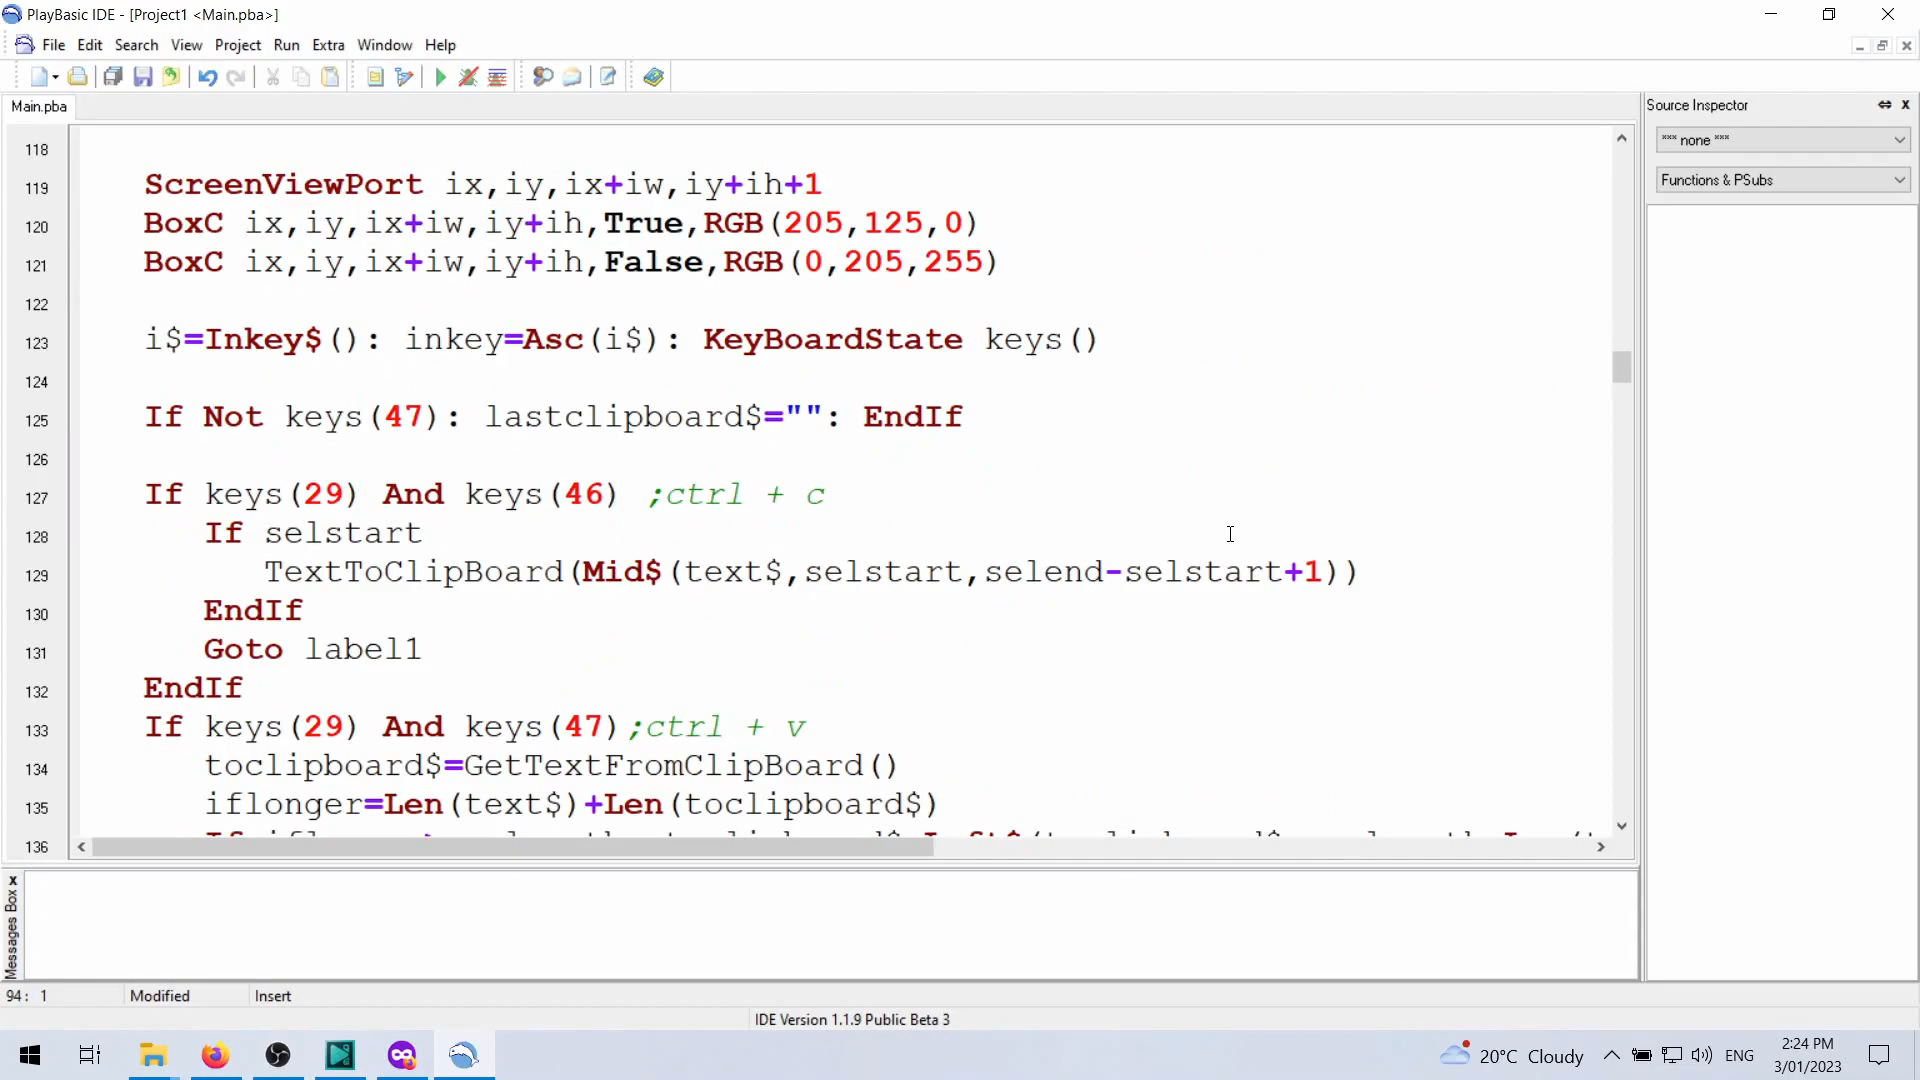 PlayBasic IDE - [Project1 <Main.pba>]
File Edit Search View Project Run Extra Window Help
Main.pba
Source Inspector
*** none ***
Functions & PSubs
118
119 ScreenViewPort ix,iy,ix+iw,iy+ih+1
120 BoxC ix,iy,ix+iw,iy+ih,True,RGB(205,125,0)
121 BoxC ix,iy,ix+iw,iy+ih,False,RGB(0,205,255)
122
123 i$=Inkey$(): inkey=Asc(i$): KeyBoardState keys()
124
125 If Not keys(47): lastclipboard$="": EndIf
126
127 If keys(29) And keys(46) ;ctrl + c
128 If selstart
129 TextToClipBoard(Mid$(text$,selstart,selend-selstart+1))
130 EndIf
131 Goto label1
132 EndIf
133 If keys(29) And keys(47);ctrl + v
134 toclipboard$=GetTextFromClipBoard()
135 iflonger=Len(text$)+Len(toclipboard$)
136
Messages Box
94: 1 Modified Insert
IDE Version 1.1.9 Public Beta 3
20°C Cloudy
ENG
2:24 PM
3/01/2023